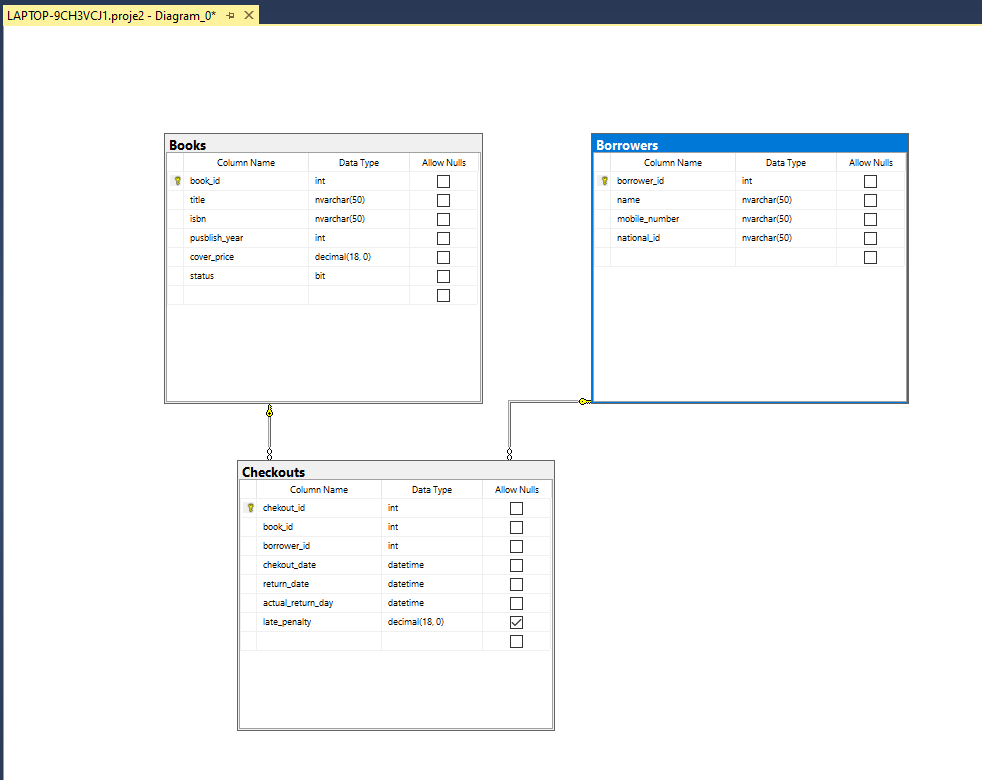 LAPTOP-9CH3VCJ1.proje2 - Diagram_0*
Books
Column Name Data Type Allow Nulls
book_id int
title nvarchar(50)
isbn nvarchar(50)
pusblish_year int
cover_price decimal(18, 0)
status bit
Borrowers
Column Name Data Type Allow Nulls
borrower_id int
name nvarchar(50)
mobile_number nvarchar(50)
national_id nvarchar(50)
Checkouts
Column Name Data Type Allow Nulls
chekout_id int
book_id int
borrower_id int
chekout_date datetime
return_date datetime
actual_return_day datetime
late_penalty decimal(18, 0)